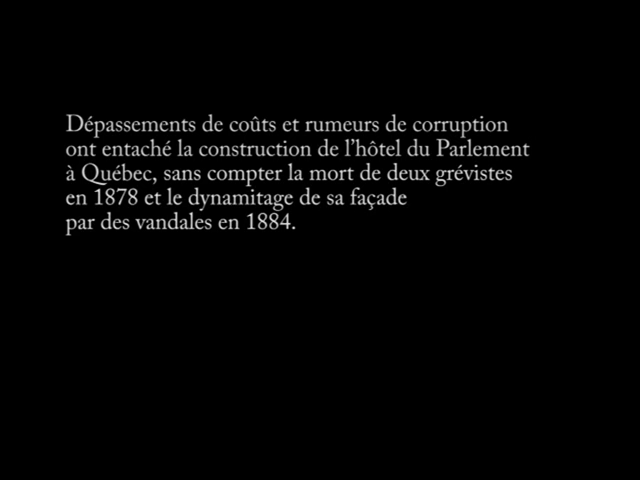 Dépassements de coûts et rumeurs de corruption
ont entaché la construction de l'hôtel du Parlement
à Québec, sans compter la mort de deux grévistes
en 1878 et le dynamitage de sa façade
par des vandales en 1884.